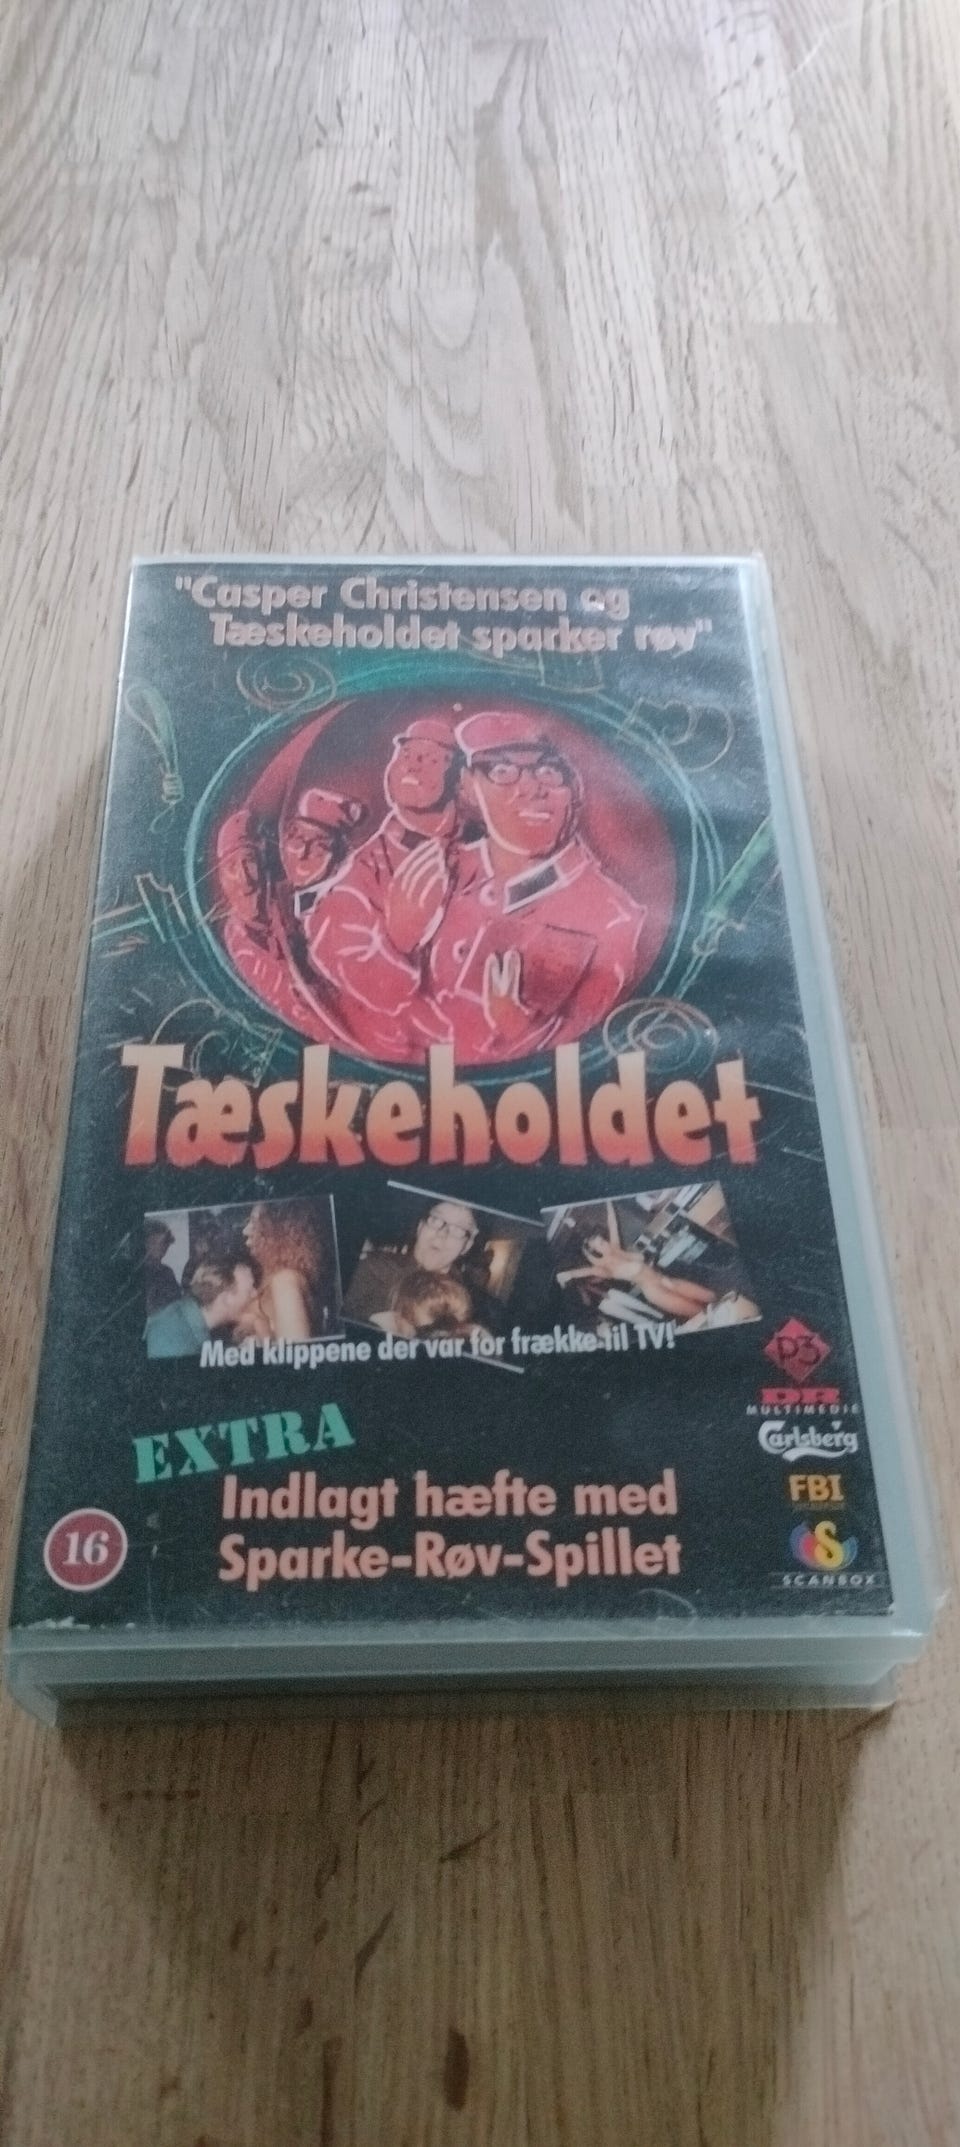 "Casper Christensen og
Tæskeholdet sparker røv"
Tæskeholdet
Med klippene der var for frække til TV!
EXTRA
Indlagt hæfte med
Sparke-Røv-Spillet
16
P3
DR
MULTIMEDIE
Carlsberg
FBI
S
SCANBOX